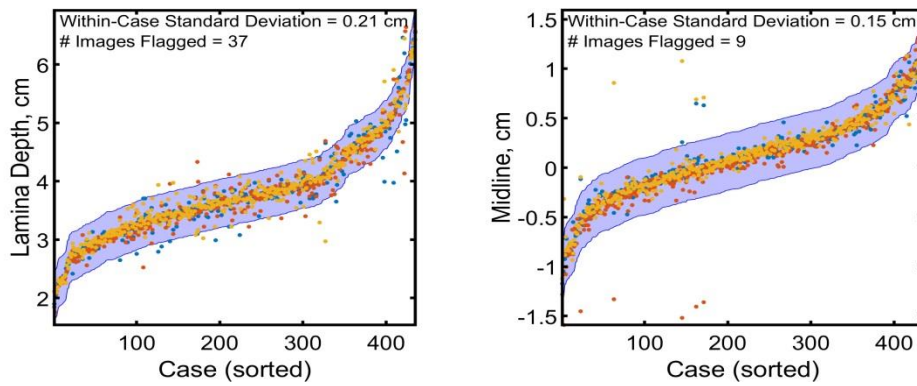 Within-Case Standard Deviation = 0.21 cm
# Images Flagged = 37
Lamina Depth, cm
6
5
4
3
2
100
200
300
400
Case (sorted)
Within-Case Standard Deviation = 0.15 cm
# Images Flagged = 9
Midline, cm
1.5
1
0.5
0
-0.5
-1
-1.5
100
200
300
400
Case (sorted)